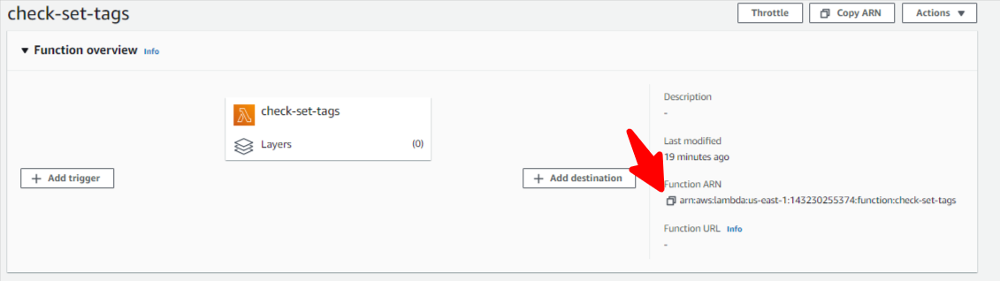 check-set-tags
Throttle
Copy ARN
Actions
Function overview Info
check-set-tags
Layers (0)
+ Add trigger
+ Add destination
Description
-
Last modified
19 minutes ago
Function ARN
arn:aws:lambda:us-east-1:143230255374:function:check-set-tags
Function URL Info
-